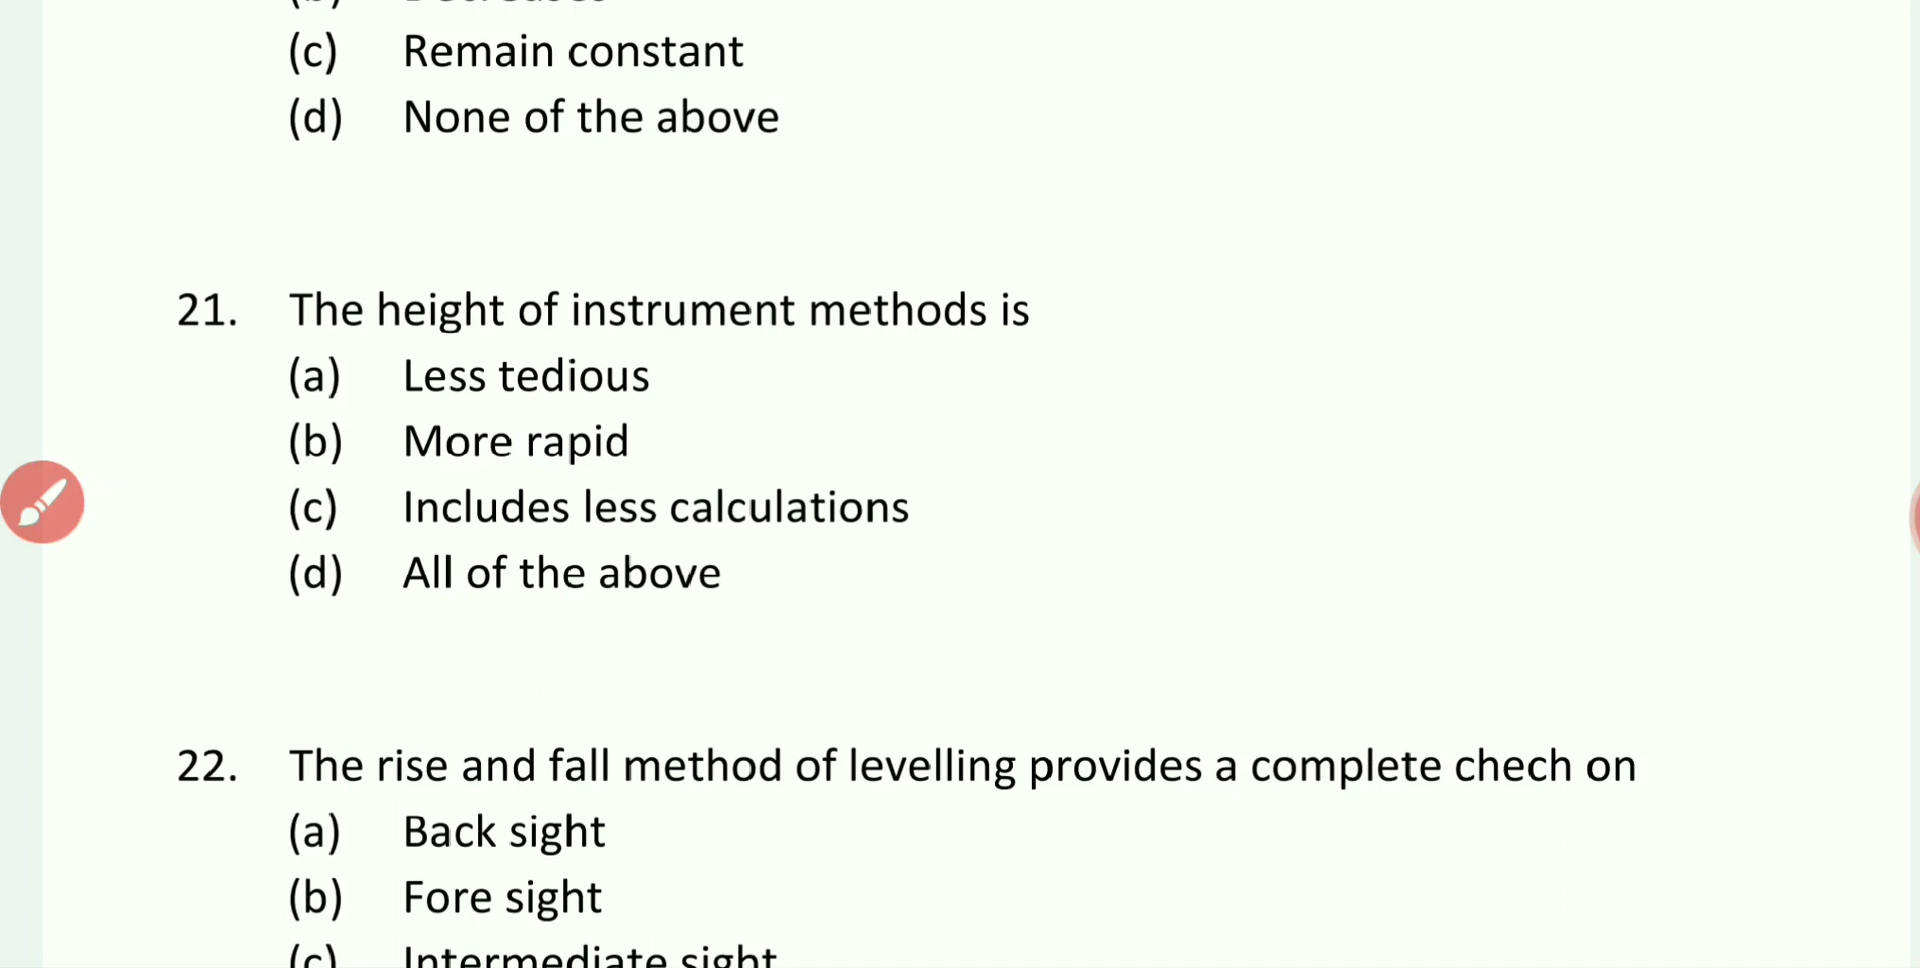 (c) Remain constant
(d) None of the above
21. The height of instrument methods is
(a) Less tedious
(b) More rapid
(c) Includes less calculations
(d) All of the above
22. The rise and fall method of levelling provides a complete chech on
(a) Back sight
(b) Fore sight
(c) Intermediate sight